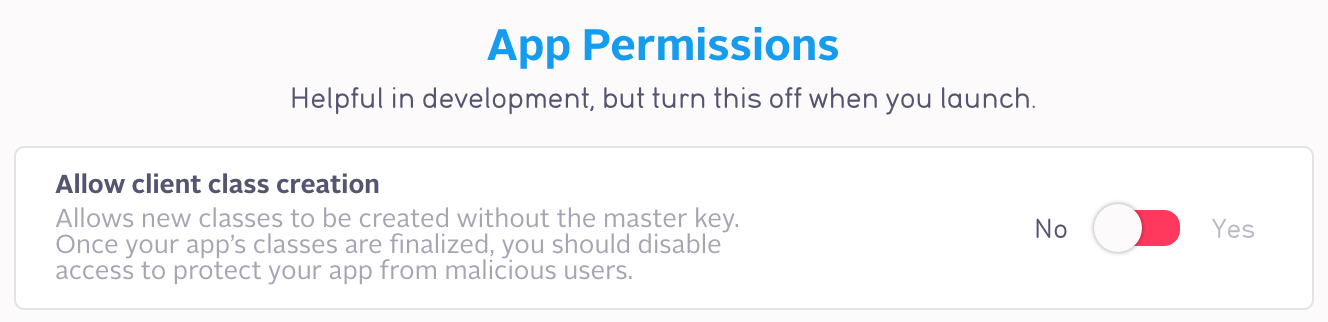 App Permissions
Helpful in development, but turn this off when you launch.
Allow client class creation
Allows new classes to be created without the master key.
Once your app's classes are finalized, you should disable
access to protect your app from malicious users.
No Yes